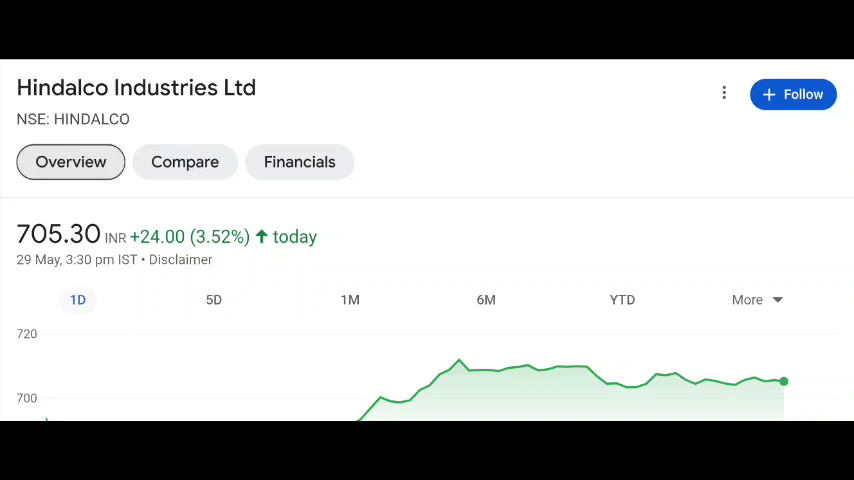 Hindalco Industries Ltd
NSE: HINDALCO
+ Follow
Overview Compare Financials
705.30 INR +24.00 (3.52%) ↑ today
29 May, 3:30 pm IST • Disclaimer
1D 5D 1M 6M YTD More
720
700